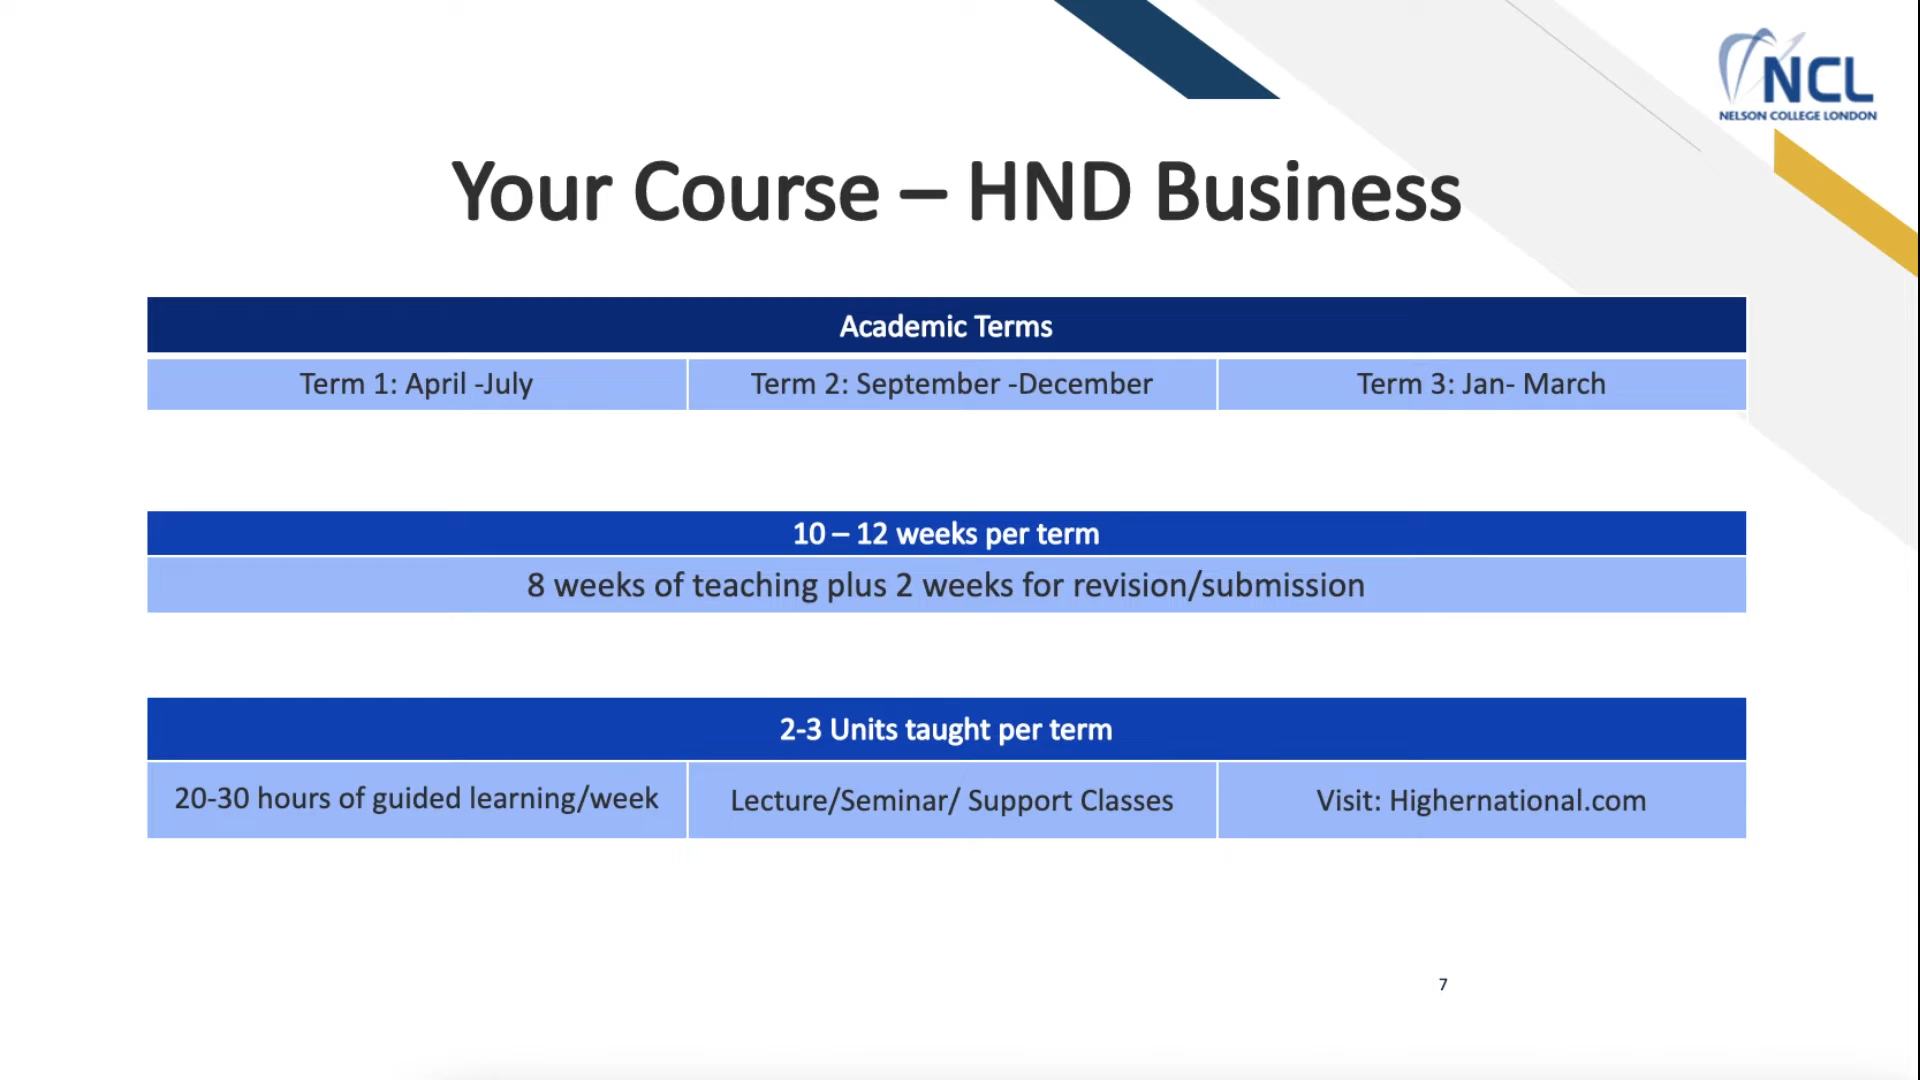 NCL
NELSON COLLEGE LONDON
Your Course – HND Business
Academic Terms
Term 1: April -July
Term 2: September -December
Term 3: Jan- March
10 – 12 weeks per term
8 weeks of teaching plus 2 weeks for revision/submission
2-3 Units taught per term
20-30 hours of guided learning/week
Lecture/Seminar/ Support Classes
Visit: Highernational.com
7